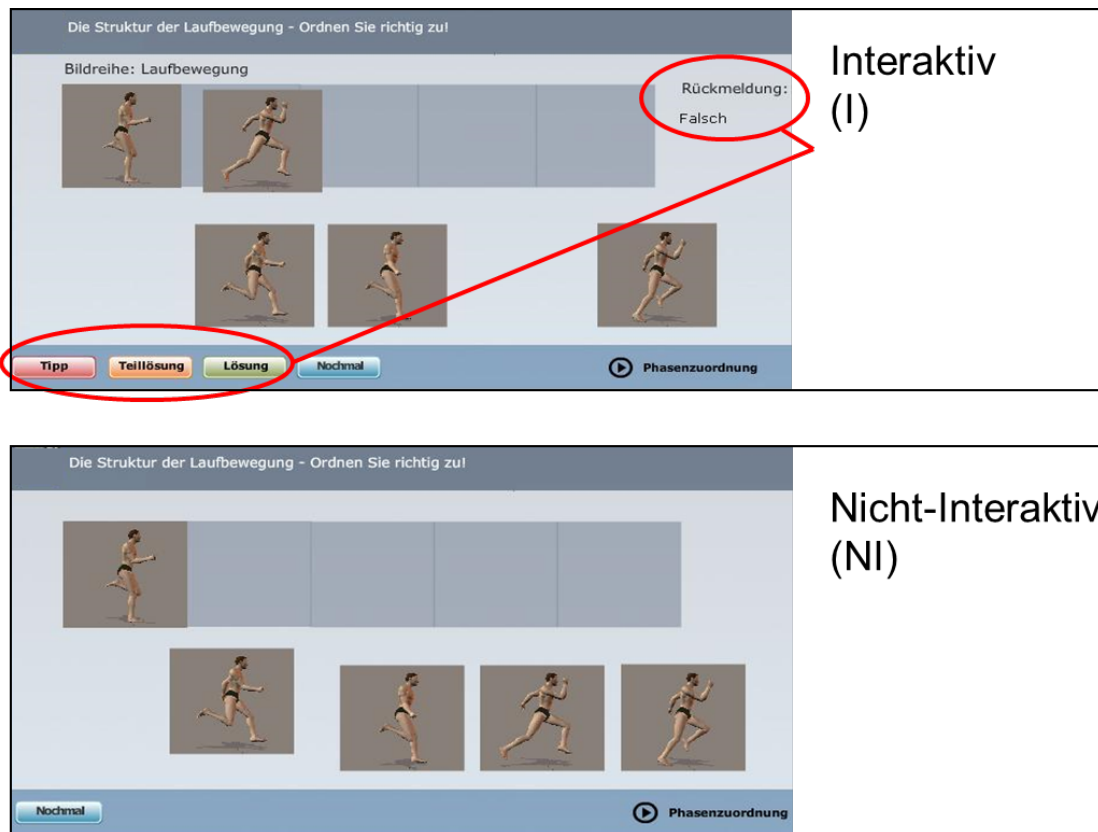 Die Struktur der Laufbewegung - Ordnen Sie richtig zu!
Bildreihe: Laufbewegung
Rückmeldung:
Falsch
Interaktiv
(I)
Tipp
Teillösung
Lösung
Nochmal
Phasenzuordnung
Die Struktur der Laufbewegung - Ordnen Sie richtig zu!
Nicht-Interaktiv
(NI)
Nochmal
Phasenzuordnung